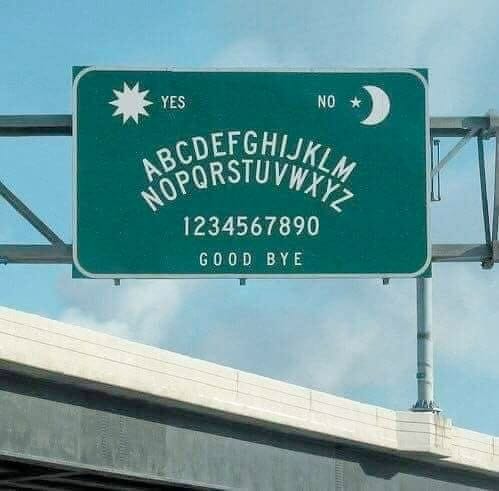 YES NO
ABCDEFGHIJKLM
NOPQRSTUVWXYZ
1234567890
GOOD BYE